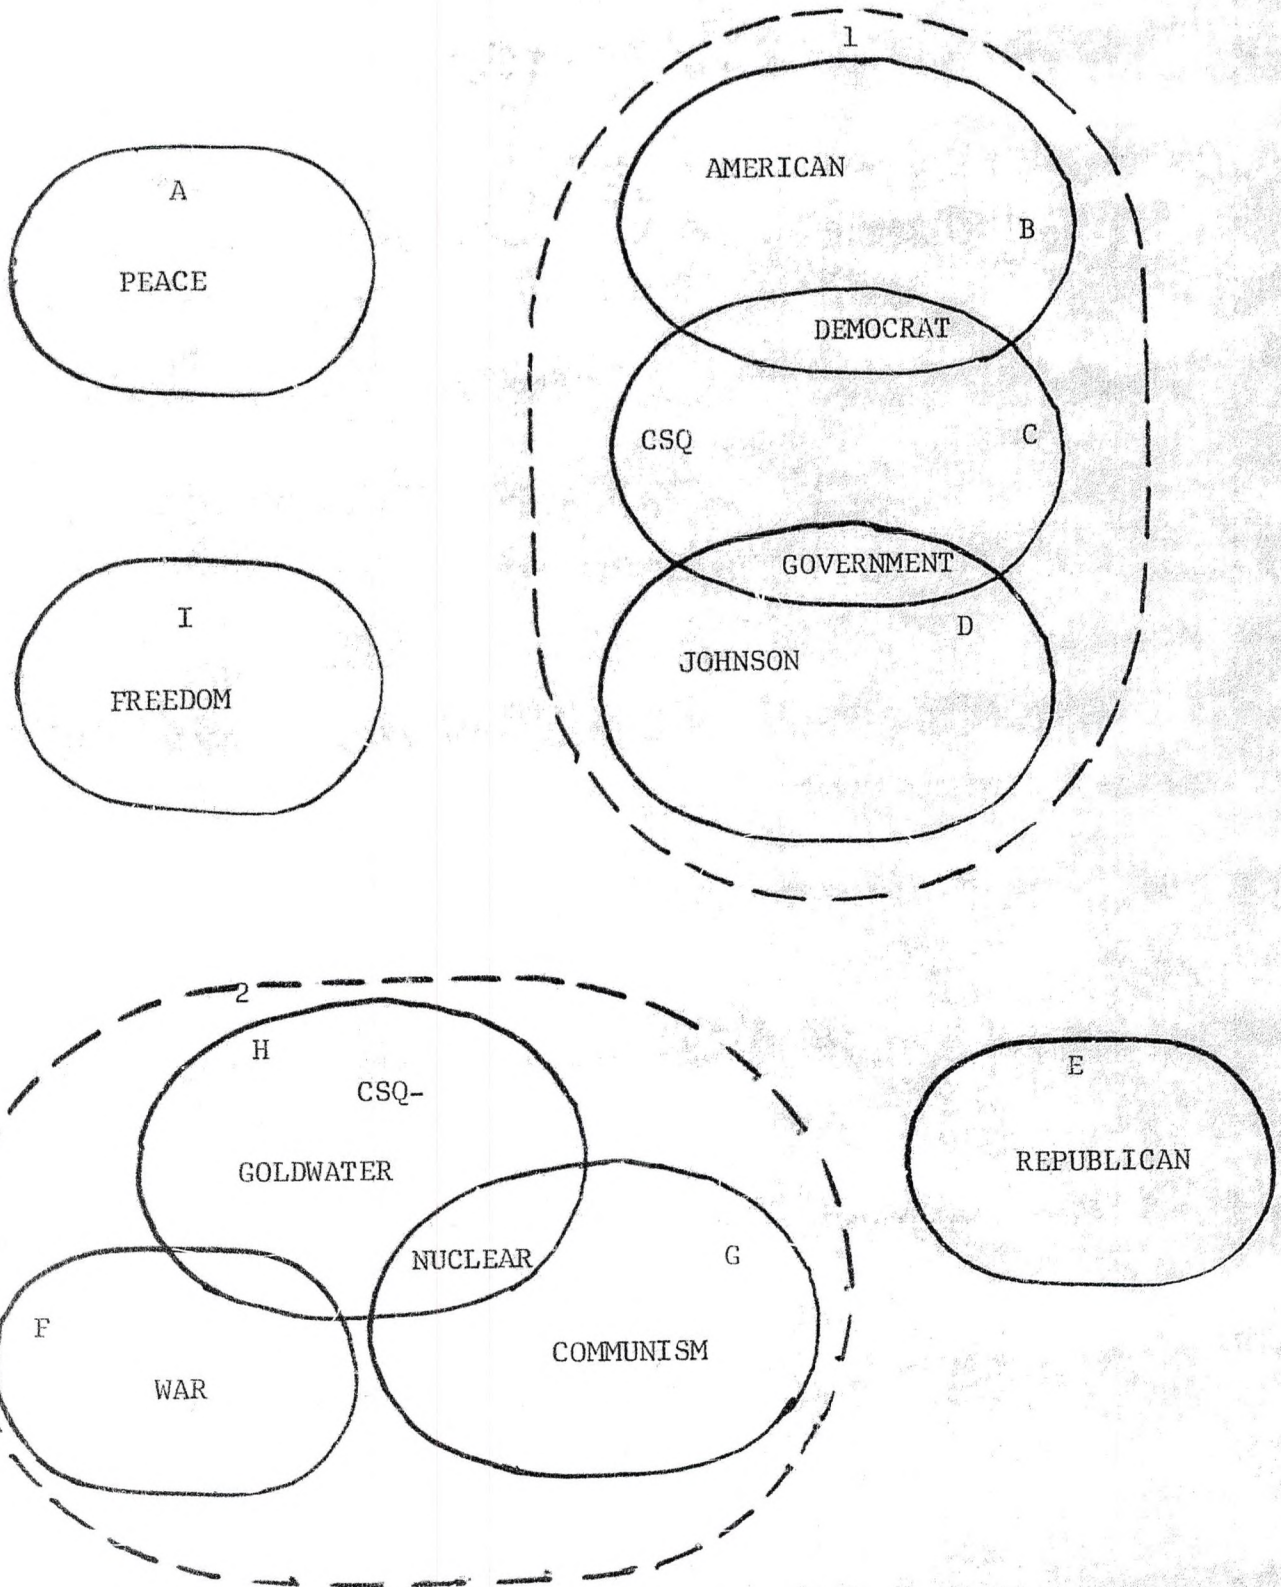 1
AMERICAN
B
A
PEACE
DEMOCRAT
CSQ
C
GOVERNMENT
D
JOHNSON
I
FREEDOM
2
H
CSQ-
GOLDWATER
NUCLEAR
G
COMMUNISM
F
WAR
E
REPUBLICAN